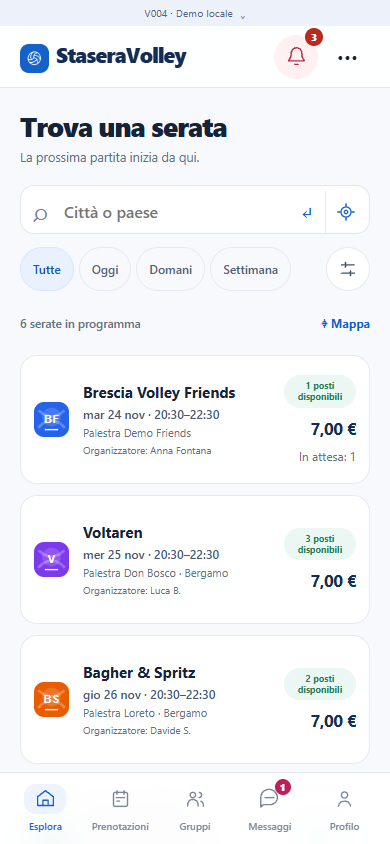 V004 · Demo locale
StaseraVolley
3
Trova una serata
La prossima partita inizia da qui.
Città o paese
Tutte
Oggi
Domani
Settimana
6 serate in programma
Mappa
BF
Brescia Volley Friends
mar 24 nov · 20:30–22:30
Palestra Demo Friends
Organizzatore: Anna Fontana
1 posti
disponibili
7,00 €
In attesa: 1
V
Voltaren
mer 25 nov · 20:30–22:30
Palestra Don Bosco · Bergamo
Organizzatore: Luca B.
3 posti
disponibili
7,00 €
BS
Bagher & Spritz
gio 26 nov · 20:30–22:30
Palestra Loreto · Bergamo
Organizzatore: Davide S.
2 posti
disponibili
7,00 €
Esplora
Prenotazioni
Gruppi
1
Messaggi
Profilo